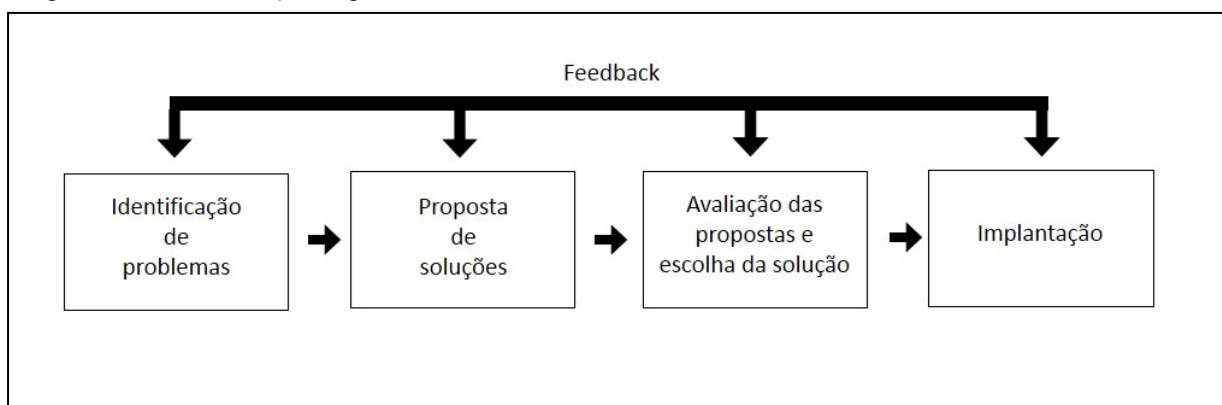 Feedback
Identificação
de
problemas
Proposta
de
soluções
Avaliação das
propostas e
escolha da solução
Implantação